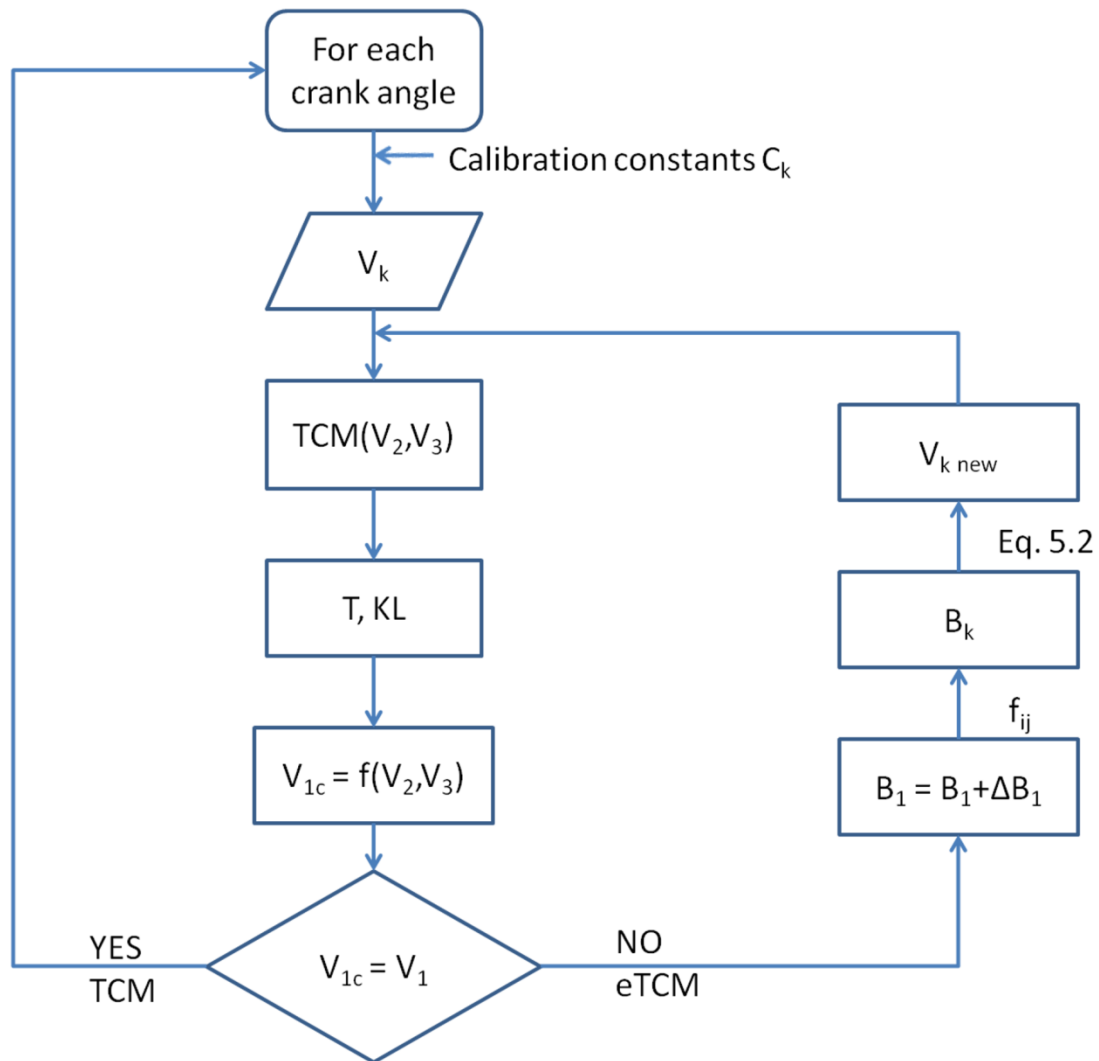 For each
crank angle
Calibration constants Cₖ
Vₖ
TCM(V₂,V₃)
T, KL
V₁c = f(V₂,V₃)
V₁c = V₁
YES
TCM
NO
eTCM
B₁ = B₁+ΔB₁
fᵢⱼ
Bₖ
Eq. 5.2
Vₖ new